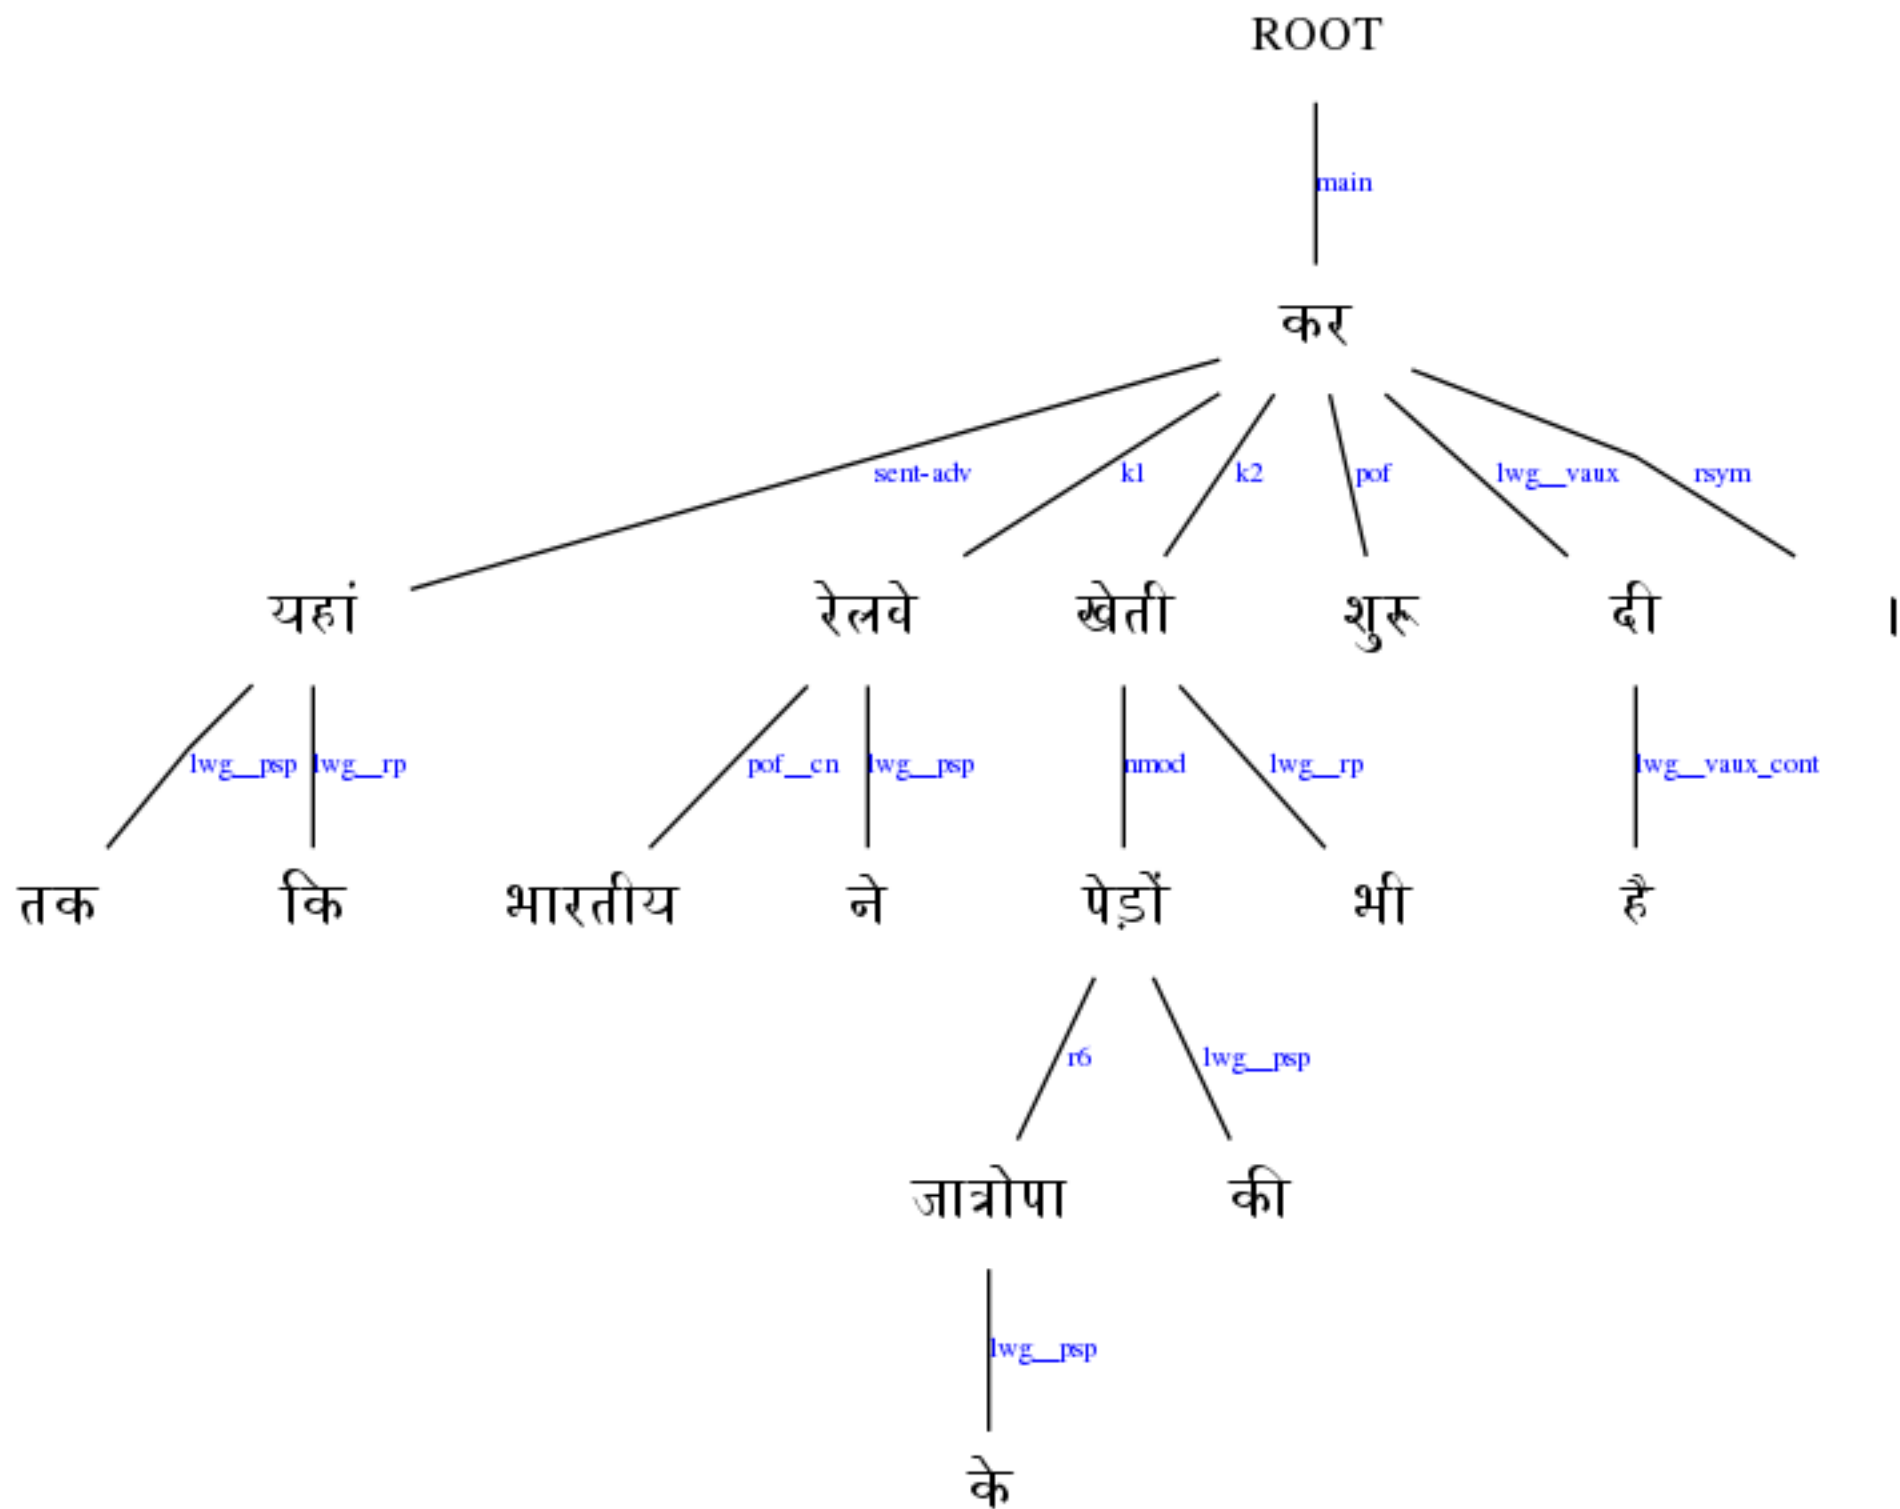 ROOT
main
कर
sent-adv k1 k2 pof lwg__vaux rsym
यहां रेलवे खेती शुरू दी ।
lwg__psp lwg__rp pof__cn lwg__psp nmod lwg__rp lwg__vaux_cont
तक कि भारतीय ने पेड़ों भी है
r6 lwg__psp
जात्रोपा की
lwg__psp
के